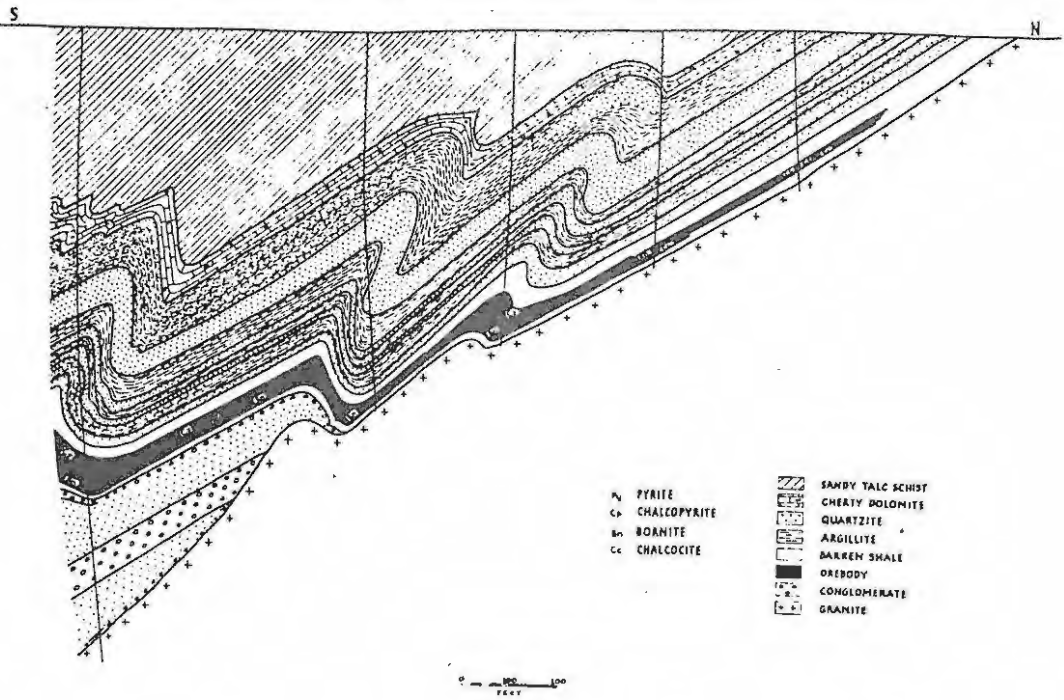 S
N
Py PYRITE
Cp CHALCOPYRITE
Bn BORNITE
Cc CHALCOCITE
SANDY TALC SCHIST
CHERTY DOLOMITE
QUARTZITE
ARGILLITE
BARREN SHALE
OREBODY
CONGLOMERATE
GRANITE
0
FEET